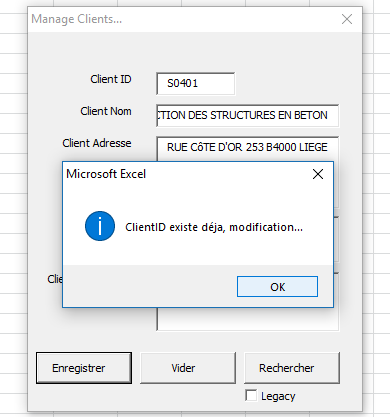 Manage Clients...
Client ID
S0401
Client Nom
CTION DES STRUCTURES EN BETON
Client Adresse
RUE CôTE D'OR 253 B4000 LIEGE
Microsoft Excel
ClientID existe déja, modification...
OK
Enregistrer
Vider
Rechercher
Legacy